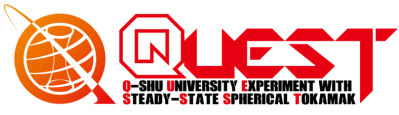 QUEST
Q-SHU UNIVERSITY EXPERIMENT WITH
STEADY-STATE SPHERICAL TOKAMAK